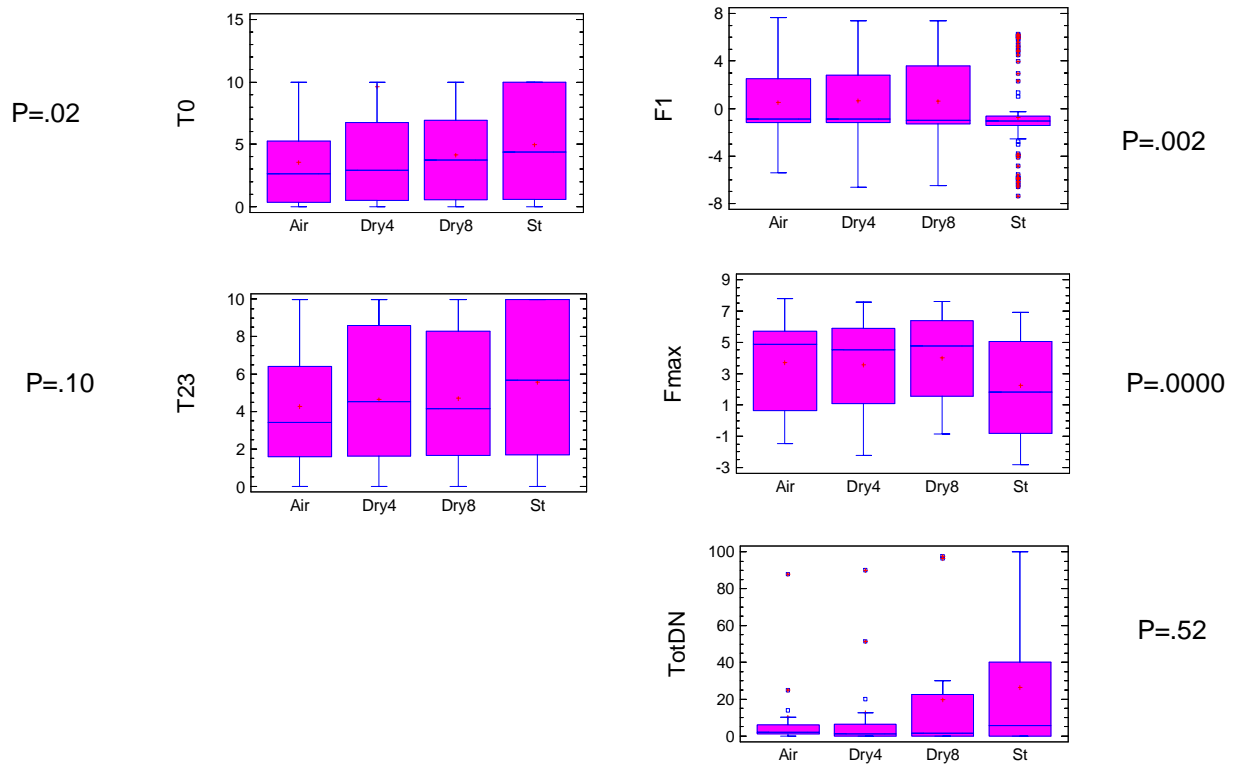 P=.02
T0
15
10
5
0
Air Dry4 Dry8 St
F1
8
4
0
-4
-8
Air Dry4 Dry8 St
P=.002
P=.10
T23
10
8
6
4
2
0
Air Dry4 Dry8 St
Fmax
9
7
5
3
1
-1
-3
Air Dry4 Dry8 St
P=.0000
TotDN
100
80
60
40
20
0
Air Dry4 Dry8 St
P=.52